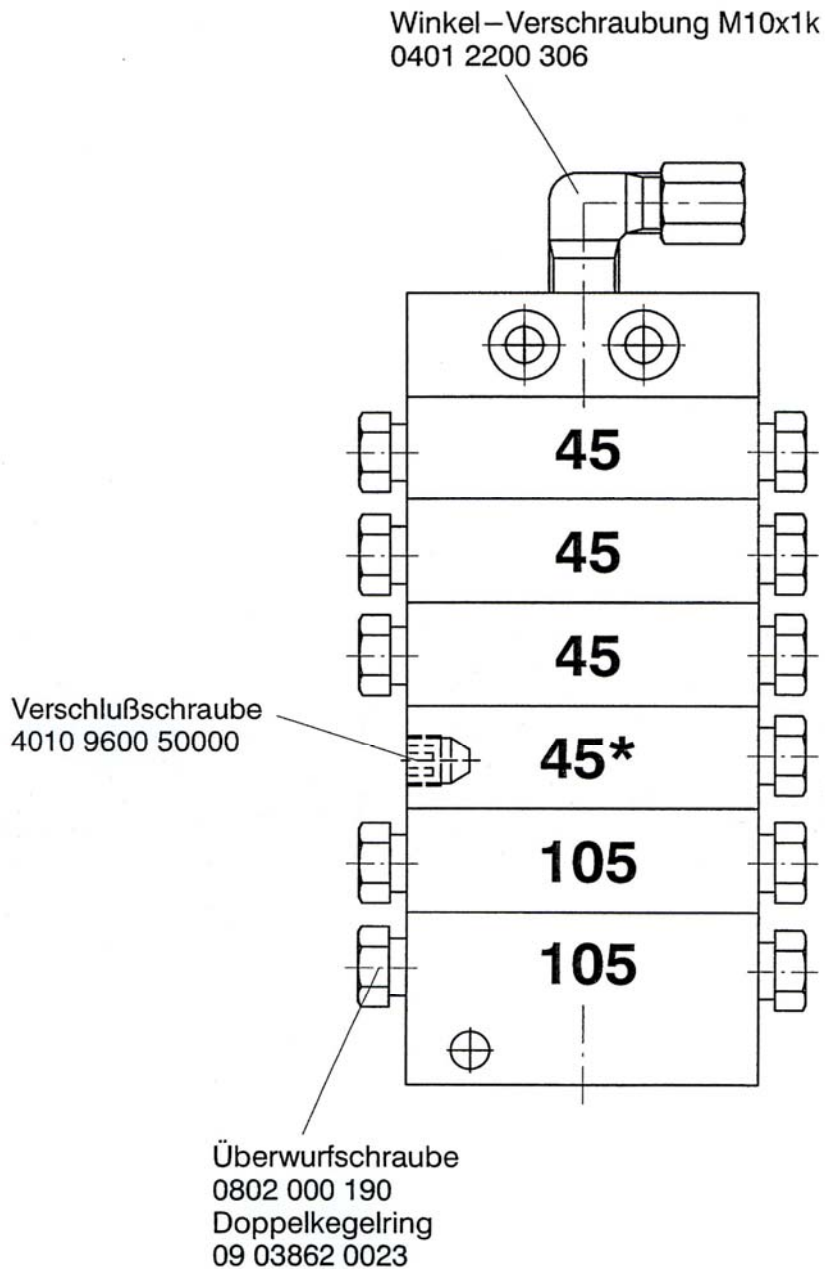 Winkel–Verschraubung M10x1k
0401 2200 306
45
45
45
Verschlußschraube
4010 9600 50000
45*
105
105
Überwurfschraube
0802 000 190
Doppelkegelring
09 03862 0023